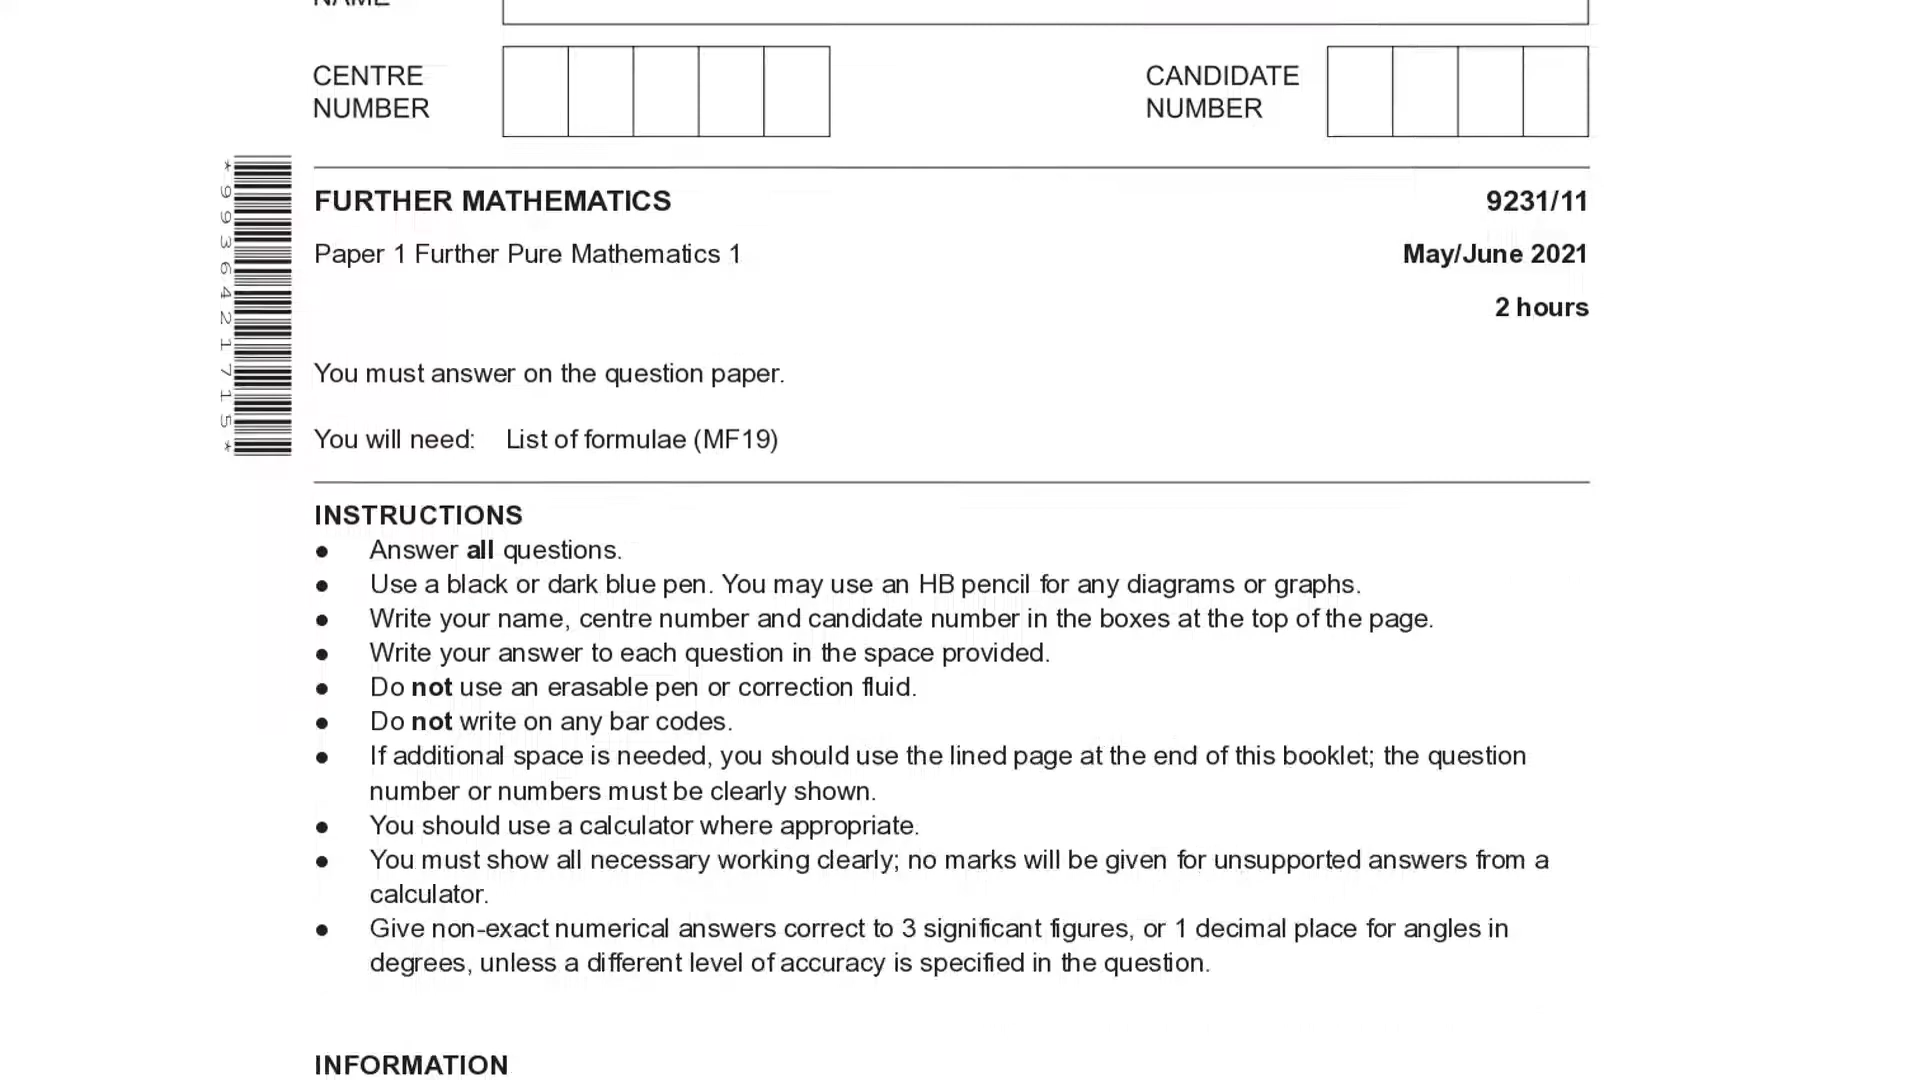 NAME
CENTRE
NUMBER
CANDIDATE
NUMBER
*9936421715*
FURTHER MATHEMATICS 9231/11
Paper 1 Further Pure Mathematics 1 May/June 2021
2 hours
You must answer on the question paper.
You will need: List of formulae (MF19)
INSTRUCTIONS
● Answer all questions.
● Use a black or dark blue pen. You may use an HB pencil for any diagrams or graphs.
● Write your name, centre number and candidate number in the boxes at the top of the page.
● Write your answer to each question in the space provided.
● Do not use an erasable pen or correction fluid.
● Do not write on any bar codes.
● If additional space is needed, you should use the lined page at the end of this booklet; the question
number or numbers must be clearly shown.
● You should use a calculator where appropriate.
● You must show all necessary working clearly; no marks will be given for unsupported answers from a
calculator.
● Give non-exact numerical answers correct to 3 significant figures, or 1 decimal place for angles in
degrees, unless a different level of accuracy is specified in the question.
INFORMATION